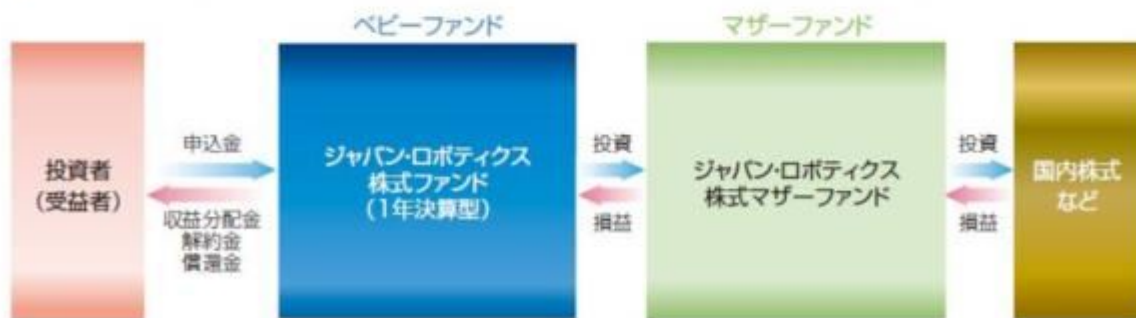 ベビーファンド
マザーファンド
投資者
(受益者)
申込金
収益分配金
解約金
償還金
ジャパン・ロボティクス
株式ファンド
(1年決算型)
投資
損益
ジャパン・ロボティクス
株式マザーファンド
投資
損益
国内株式
など